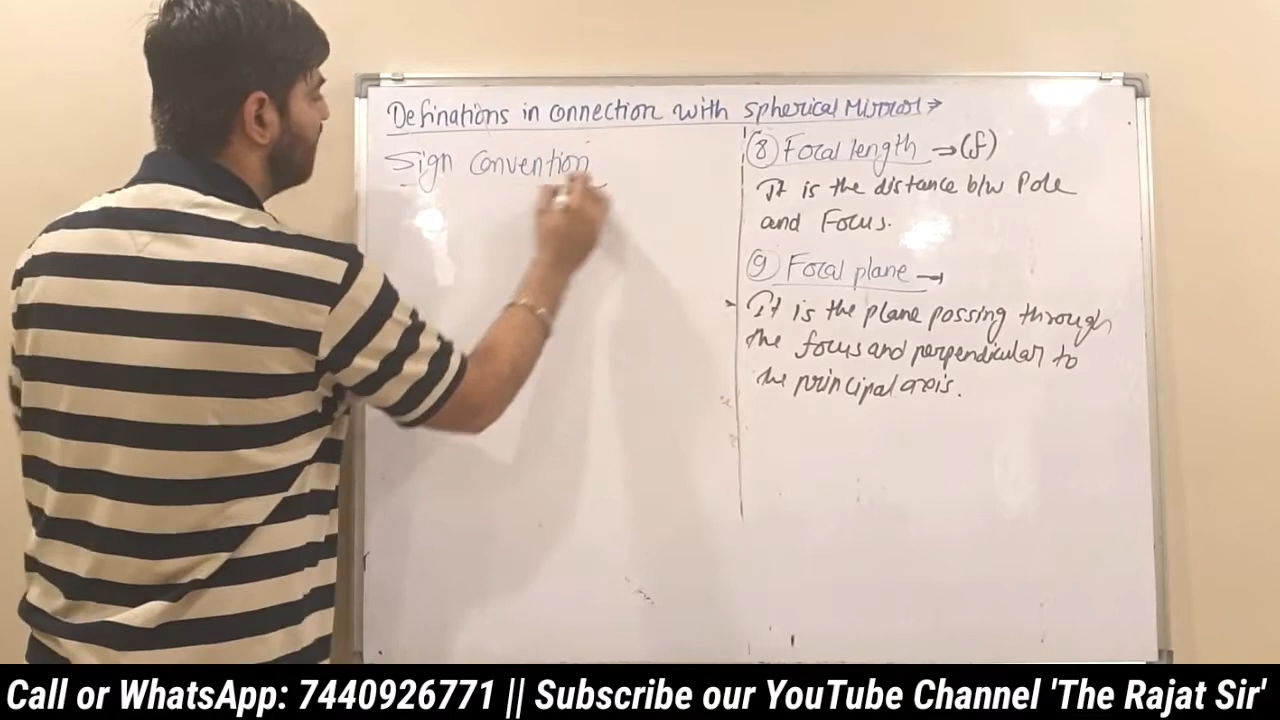 Definations in connection with spherical Mirror →
Sign Convention
⑧ Focal length → (f)
It is the distance b/w Pole
and Focus.
⑨ Focal plane →
It is the plane possing through
the focus and perpendicular to
the principal axis.
Call or WhatsApp: 7440926771 || Subscribe our YouTube Channel 'The Rajat Sir'